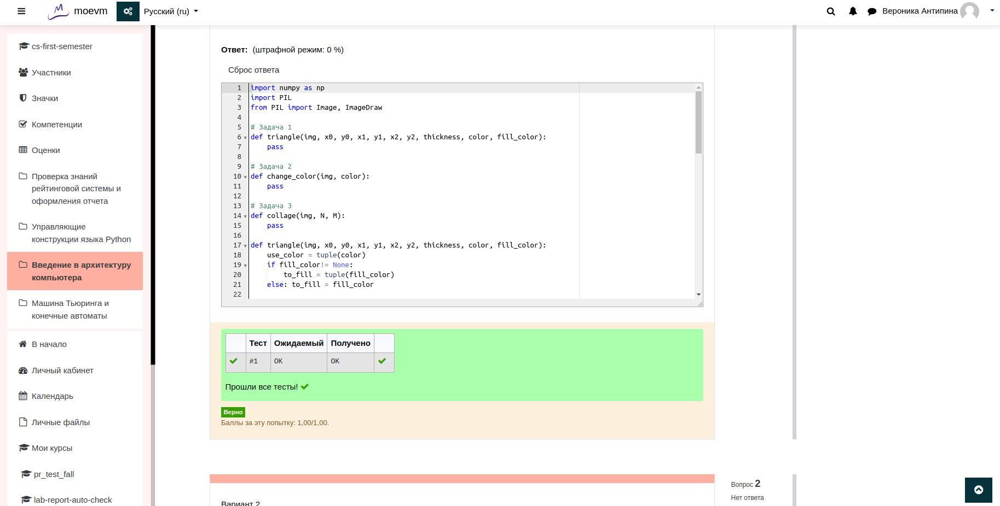 moevm
Русский (ru)
Вероника Антипина
cs-first-semester
Участники
Значки
Компетенции
Оценки
Проверка знаний
рейтинговой системы и
оформления отчета
Управляющие
конструкции языка Python
Введение в архитектуру
компьютера
Машина Тьюринга и
конечные автоматы
В начало
Личный кабинет
Календарь
Личные файлы
Мои курсы
pr_test_fall
lab-report-auto-check
Ответ: (штрафной режим: 0 %)
Сброс ответа
1 import numpy as np
2 import PIL
3 from PIL import Image, ImageDraw
4
5 # Задача 1
6 def triangle(img, x0, y0, x1, y1, x2, y2, thickness, color, fill_color):
7     pass
8
9 # Задача 2
10 def change_color(img, color):
11     pass
12
13 # Задача 3
14 def collage(img, N, M):
15     pass
16
17 def triangle(img, x0, y0, x1, y1, x2, y2, thickness, color, fill_color):
18     use_color = tuple(color)
19     if fill_color!= None:
20         to_fill = tuple(fill_color)
21     else: to_fill = fill_color
22
Тест Ожидаемый Получено
#1 OK OK
Прошли все тесты!
Верно
Баллы за эту попытку: 1,00/1,00.
Вопрос 2
Нет ответа
Вариант 2